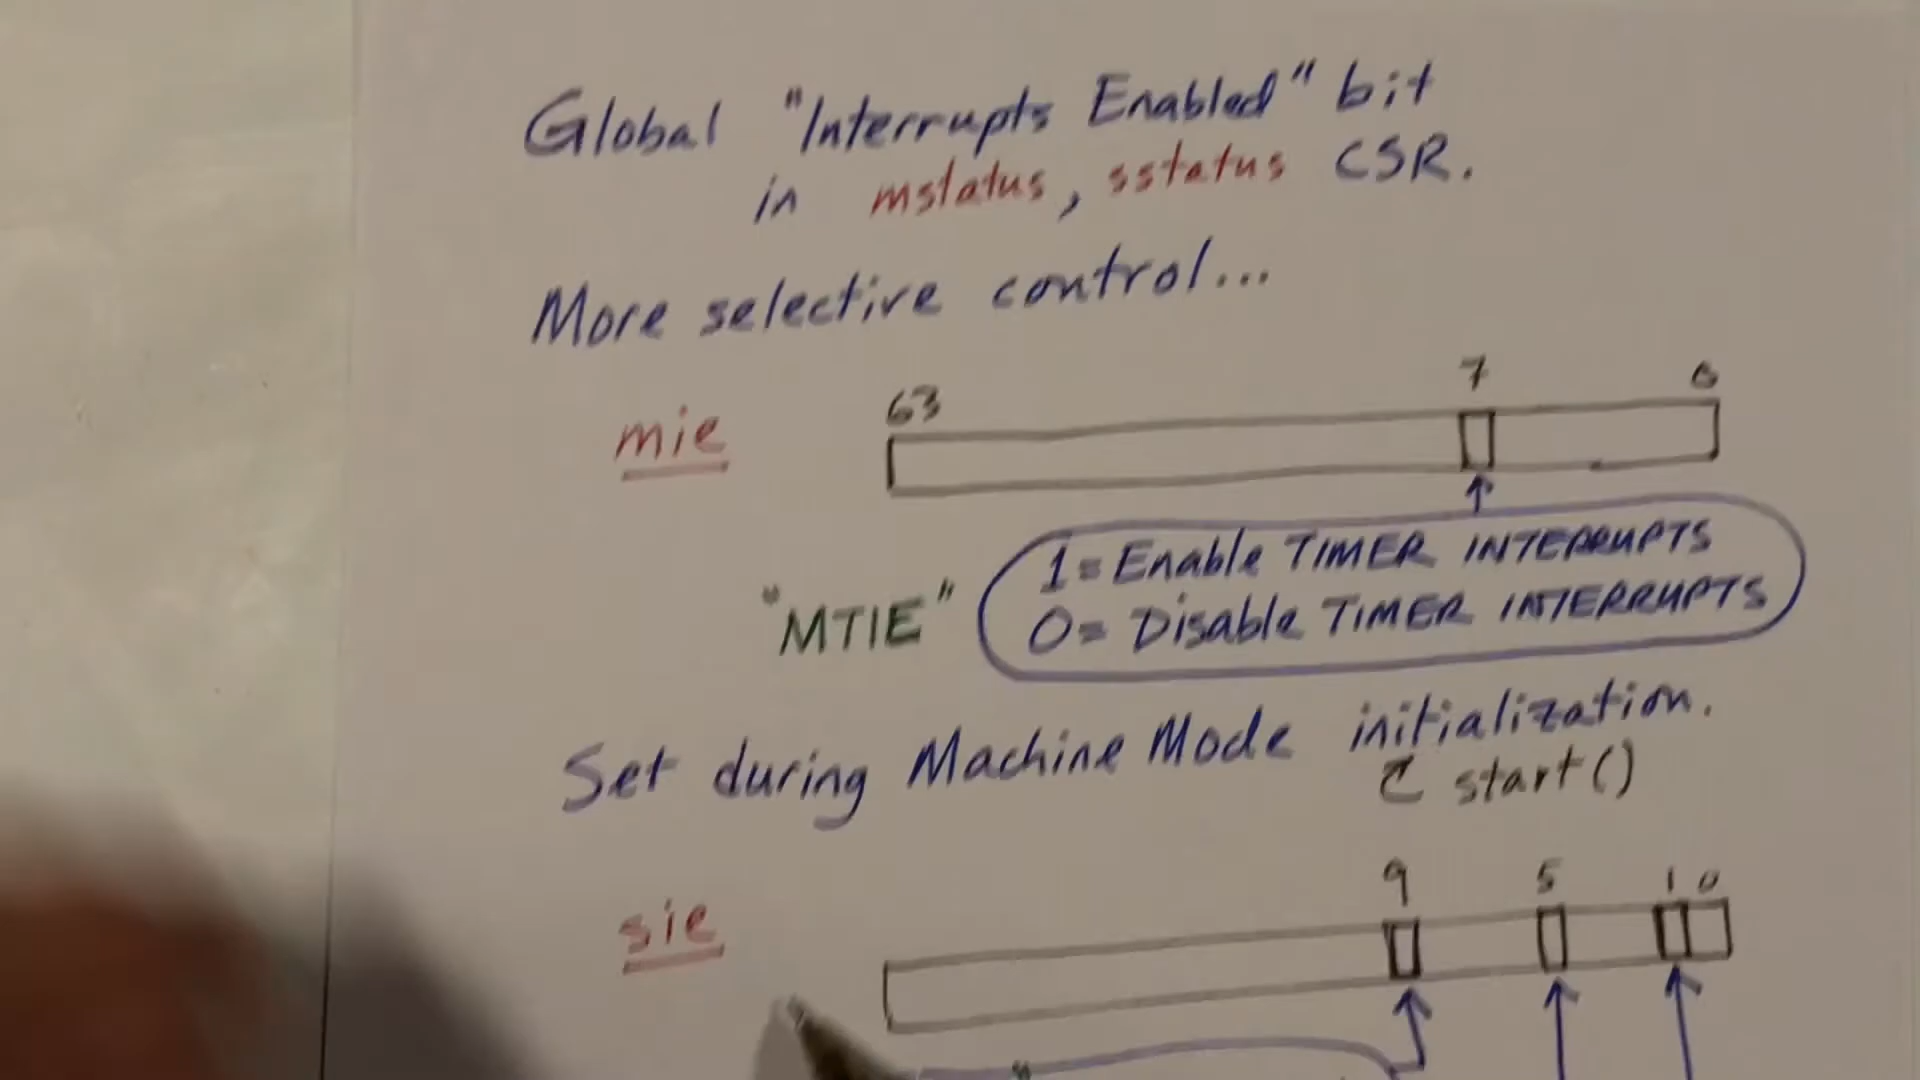 Global "Interrupts Enabled" bit
in mstatus, sstatus CSR.
More selective control...
63 7 0
mie
1 = Enable TIMER INTERRUPTS
"MTIE" 0 = Disable TIMER INTERRUPTS
Set during Machine Mode initialization.
start()
9 5 1 0
sie